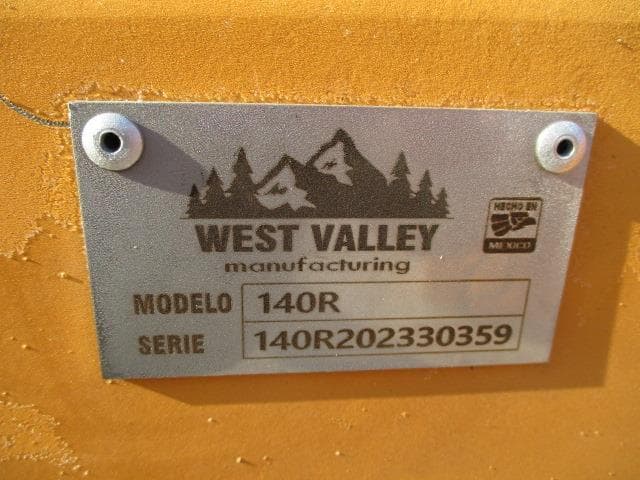 HECHO EN
MEXICO
WEST VALLEY
manufacturing
MODELO 140R
SERIE 140R202330359